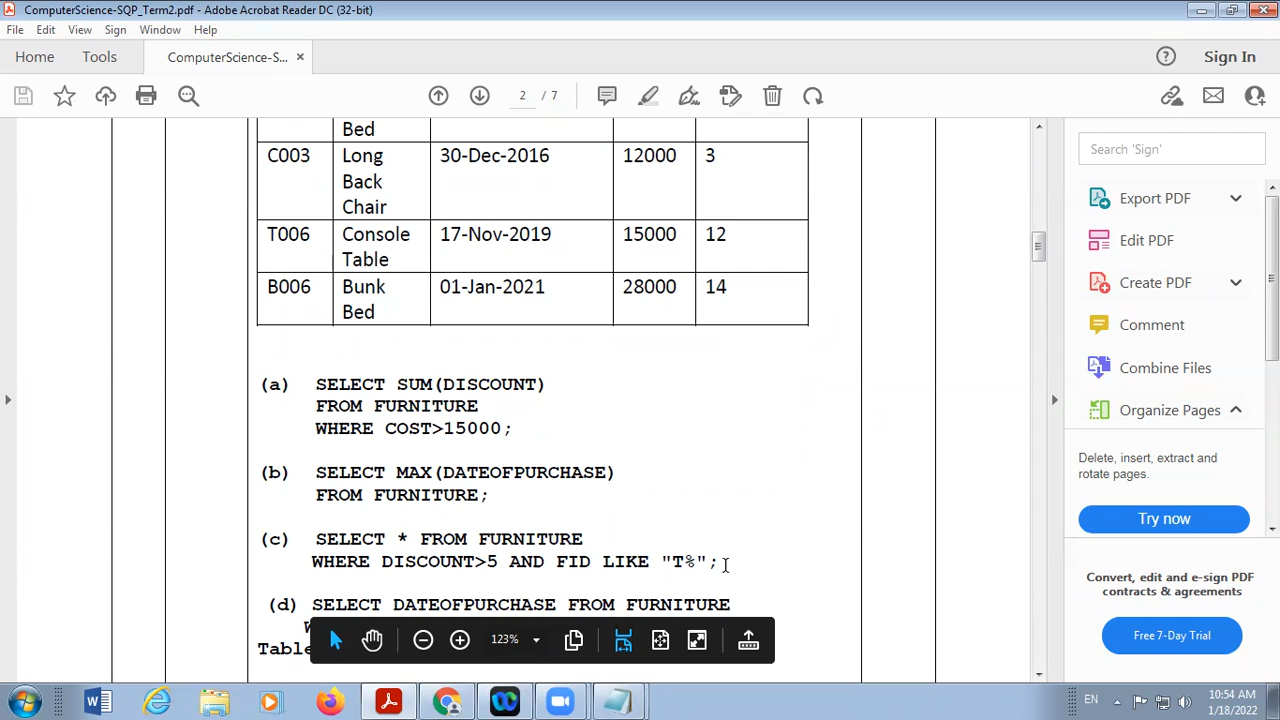 ComputerScience-SQP_Term2.pdf - Adobe Acrobat Reader DC (32-bit)
File Edit View Sign Window Help
Home Tools ComputerScience-S... × Sign In
2 / 7
Search 'Sign'
Bed
C003 Long Back Chair 30-Dec-2016 12000 3
T006 Console Table 17-Nov-2019 15000 12
B006 Bunk Bed 01-Jan-2021 28000 14
(a) SELECT SUM(DISCOUNT)
FROM FURNITURE
WHERE COST>15000;
(b) SELECT MAX(DATEOFPURCHASE)
FROM FURNITURE;
(c) SELECT * FROM FURNITURE
WHERE DISCOUNT>5 AND FID LIKE "T%";
(d) SELECT DATEOFPURCHASE FROM FURNITURE
Table
123%
Export PDF
Edit PDF
Create PDF
Comment
Combine Files
Organize Pages
Delete, insert, extract and
rotate pages.
Try now
Convert, edit and e-sign PDF
contracts & agreements
Free 7-Day Trial
EN
10:54 AM
1/18/2022